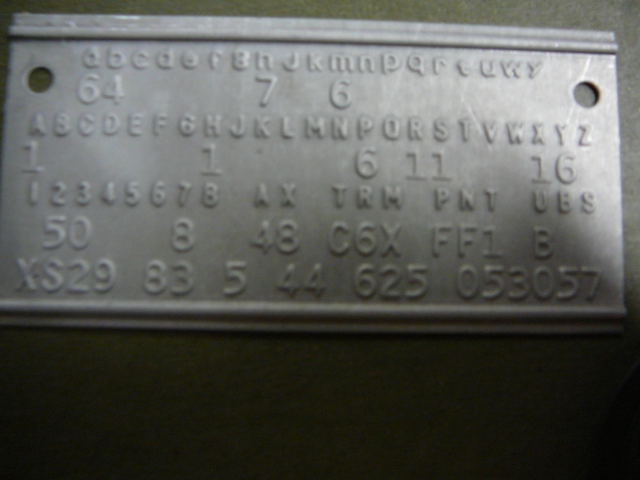 abcdefghjkmnpqrtuwy
64 7 6
ABCDEFGHJKLMNPQRSTVWXYZ
1 1 6 11 16
12345678 AX TRM PNT UBS
50 8 48 C6X FF1 B
XS29 83 5 44 625 053057